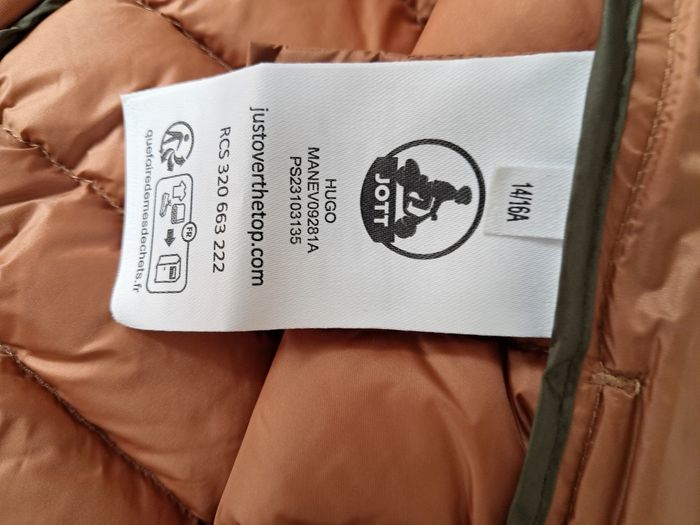 14/16A
JOTT
HUGO
MANEV09281A
PS23103135
justoverthetop.com
RCS 320 663 222
FR
quefairedemesdechets.fr